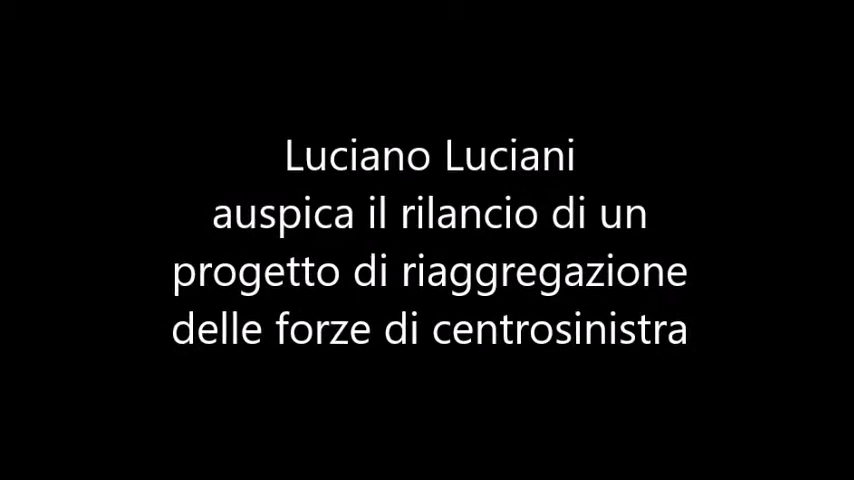 Luciano Luciani
auspica il rilancio di un
progetto di riaggregazione
delle forze di centrosinistra